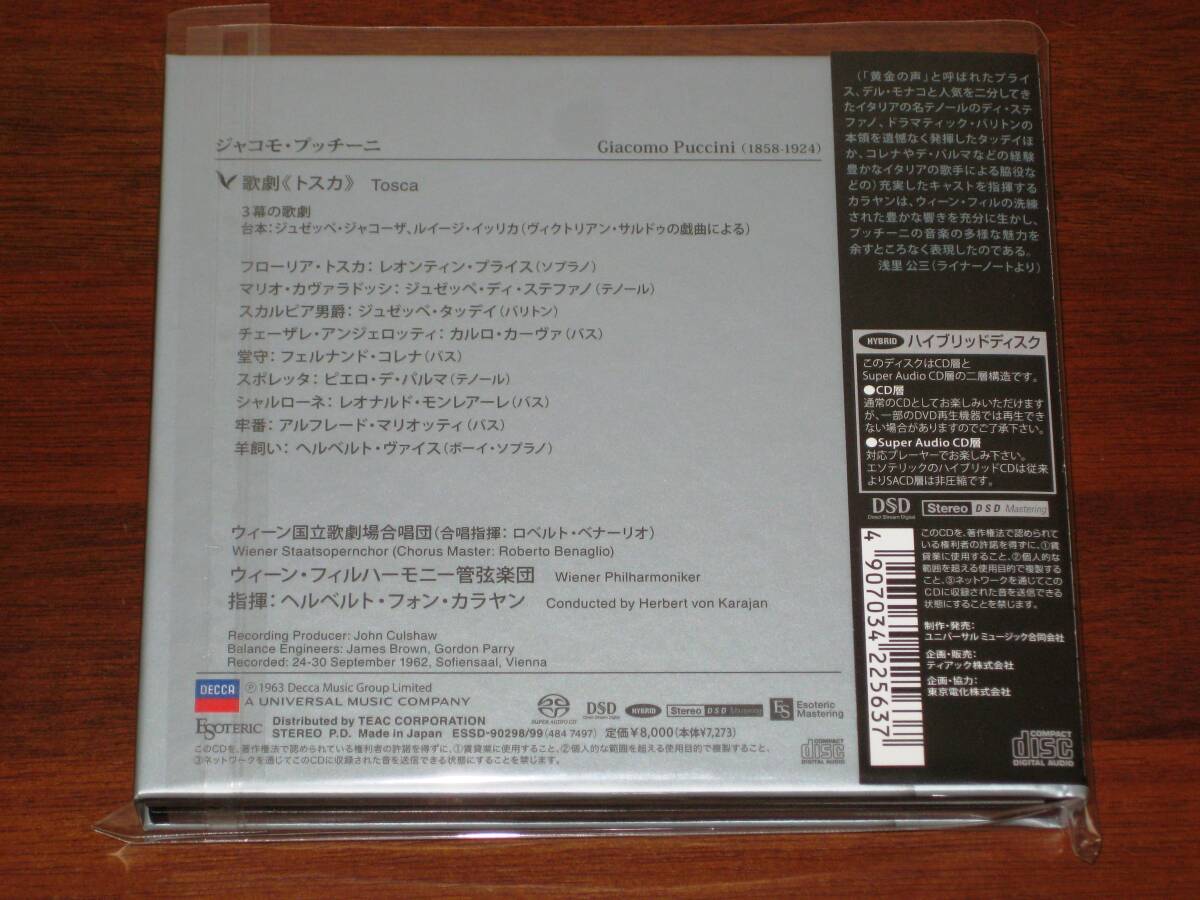 ジャコモ・プッチーニ Giacomo Puccini (1858-1924)
歌劇《トスカ》 Tosca
3幕の歌劇
台本：ジュゼッペ・ジャコーザ、ルイージ・イッリカ（ヴィクトリアン・サルドゥの戯曲による）
フローリア・トスカ：レオンティン・プライス（ソプラノ）
マリオ・カヴァラドッシ：ジュゼッペ・ディ・ステファノ（テノール）
スカルピア男爵：ジュゼッペ・タッデイ（バリトン）
チェーザレ・アンジェロッティ：カルロ・カーヴァ（バス）
堂守：フェルナンド・コレナ（バス）
スポレッタ：ピエロ・デ・パルマ（テノール）
シャルローネ：レオナルド・モンレアーレ（バス）
牢番：アルフレード・マリオッティ（バス）
羊飼い：ヘルベルト・ヴァイス（ボーイ・ソプラノ）
ウィーン国立歌劇場合唱団（合唱指揮：ロベルト・ベナーリオ）
Wiener Staatsopernchor (Chorus Master: Roberto Benaglio)
ウィーン・フィルハーモニー管弦楽団 Wiener Philharmoniker
指揮：ヘルベルト・フォン・カラヤン Conducted by Herbert von Karajan
Recording Producer: John Culshaw
Balance Engineers: James Brown, Gordon Parry
Recorded: 24-30 September 1962, Sofiensaal, Vienna
DECCA
℗ 1963 Decca Music Group Limited
A UNIVERSAL MUSIC COMPANY
ESOTERIC
Distributed by TEAC CORPORATION
STEREO P.D. Made in Japan ESSD-90298/99 (484 7497) 定価￥8,000（本体￥7,273）
SUPER AUDIO CD
DSD
Direct Stream Digital
HYBRID
Stereo DSD Mastering
ES Esoteric
Mastering
このCDを、著作権法で認められている権利者の許諾を得ずに、①賃貸業に使用すること、②個人的な範囲を超える使用目的で複製すること、
③ネットワークを通じてこのCDに収録された音を送信できる状態にすることを禁じます。
COMPACT
disc
DIGITAL AUDIO
（「黄金の声」と呼ばれたプライ
ス、デル・モナコと人気を二分してき
たイタリアの名テノールのディ・ステ
ファノ、ドラマティック・バリトンの
本領を遺憾なく発揮したタッデイほ
か、コレナやデ・パルマなどの経験
豊かなイタリアの歌手による脇役な
どの）充実したキャストを指揮する
カラヤンは、ウィーン・フィルの洗練
された豊かな響きを充分に生かし、
プッチーニの音楽の多様な魅力を
余すところなく表現したのである。
浅里 公三（ライナーノートより）
HYBRID ハイブリッドディスク
このディスクはCD層と
Super Audio CD層の二層構造です。
●CD層
通常のCDとしてお楽しみいただけます
が、一部のDVD再生機器では再生でき
ない場合がありますのでご了承下さい。
●Super Audio CD層
対応プレーヤーでお楽しみ下さい。
エソテリックのハイブリッドCDは従来
よりSACD層は非圧縮です。
DSD
Direct Stream Digital
Stereo DSD Mastering
4 907034 225637
このCDを、著作権法で認められて
いる権利者の許諾を得ずに、①賃
貸業に使用すること、②個人的な
範囲を超える使用目的で複製する
こと、③ネットワークを通じてこの
CDに収録された音を送信できる
状態にすることを禁じます。
制作・発売：
ユニバーサル ミュージック合同会社
企画・販売：
ティアック株式会社
企画・協力：
東京電化株式会社
COMPACT
disc
DIGITAL AUDIO